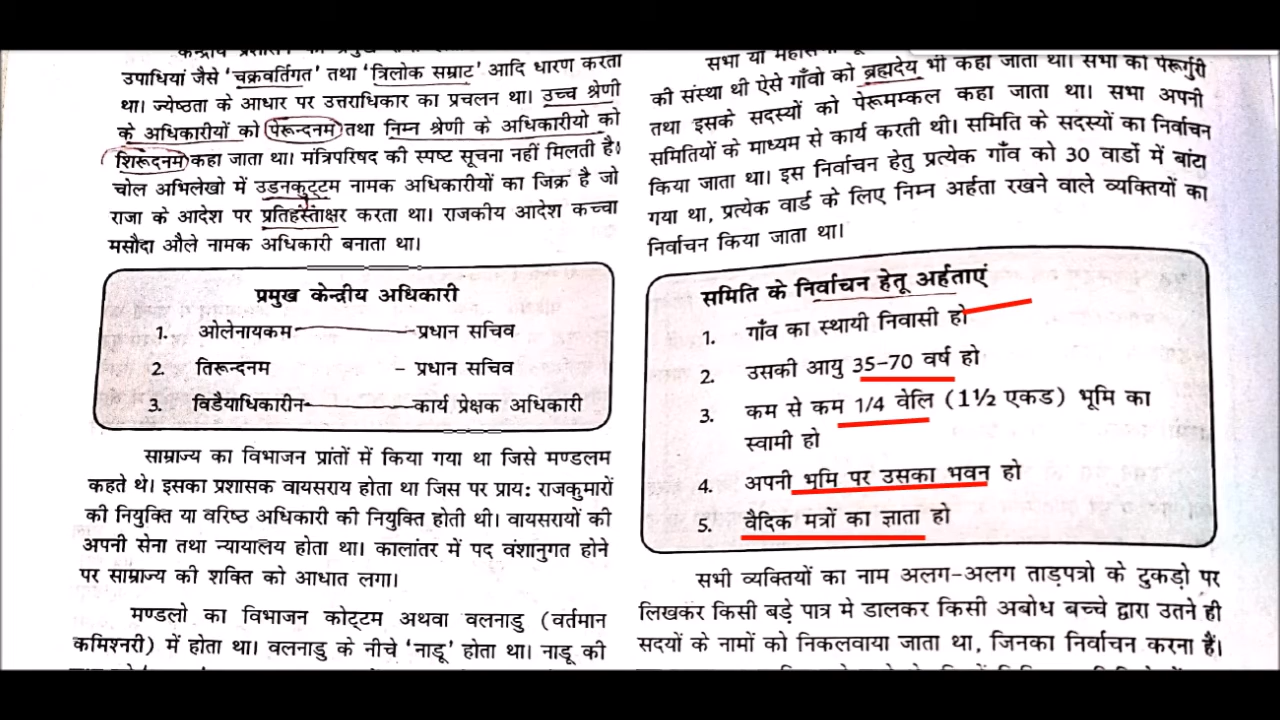 केन्द्रीय प्रशासन
उपाधियां जैसे 'चक्रवर्तिगत' तथा 'त्रिलोक सम्राट' आदि धारण करता
था। ज्येष्ठता के आधार पर उत्तराधिकार का प्रचलन था। उच्च श्रेणी
के अधिकारीयों को पेरून्दनम तथा निम्न श्रेणी के अधिकारीयो को
शिरूदनम कहा जाता था। मंत्रिपरिषद की स्पष्ट सूचना नहीं मिलती है।
चोल अभिलेखो में उडनकुट्टम नामक अधिकारीयों का जिक्र है जो
राजा के आदेश पर प्रतिहस्ताक्षर करता था। राजकीय आदेश कच्चा
मसौदा औले नामक अधिकारी बनाता था।
प्रमुख केन्द्रीय अधिकारी
1. ओलेनायकम - प्रधान सचिव
2. तिरून्दनम - प्रधान सचिव
3. विडैयाधिकारीन - कार्य प्रेक्षक अधिकारी
साम्राज्य का विभाजन प्रांतों में किया गया था जिसे मण्डलम
कहते थे। इसका प्रशासक वायसराय होता था जिस पर प्राय: राजकुमारों
की नियुक्ति या वरिष्ठ अधिकारी की नियुक्ति होती थी। वायसरायों की
अपनी सेना तथा न्यायालय होता था। कालांतर में पद वंशानुगत होने
पर साम्राज्य की शक्ति को आधात लगा।
मण्डलो का विभाजन कोट्टम अथवा वलनाडु (वर्तमान
कमिश्नरी) में होता था। वलनाडु के नीचे 'नाडू' होता था। नाडू की
सभा या
की संस्था थी ऐसे गाँवो को ब्रह्मदेय भी कहा जाता था। सभा को पेरूगुंरी
तथा इसके सदस्यों को पेरूमम्कल कहा जाता था। सभा अपनी
समितियों के माध्यम से कार्य करती थी। समिति के सदस्यों का निर्वाचन
किया जाता था। इस निर्वाचन हेतु प्रत्येक गाँव को 30 वार्डो में बांटा
गया था, प्रत्येक वार्ड के लिए निम्न अर्हता रखने वाले व्यक्तियों का
निर्वाचन किया जाता था।
समिति के निर्वाचन हेतू अर्हताएं
1. गाँव का स्थायी निवासी हो
2. उसकी आयु 35-70 वर्ष हो
3. कम से कम 1/4 वेलि (1½ एकड) भूमि का
स्वामी हो
4. अपनी भूमि पर उसका भवन हो
5. वैदिक मत्रों का ज्ञाता हो
सभी व्यक्तियों का नाम अलग-अलग ताड़पत्रो के टुकड़ो पर
लिखकर किसी बड़े पात्र मे डालकर किसी अबोध बच्चे द्वारा उतने ही
सदयों के नामों को निकलवाया जाता था, जिनका निर्वाचन करना हैं।